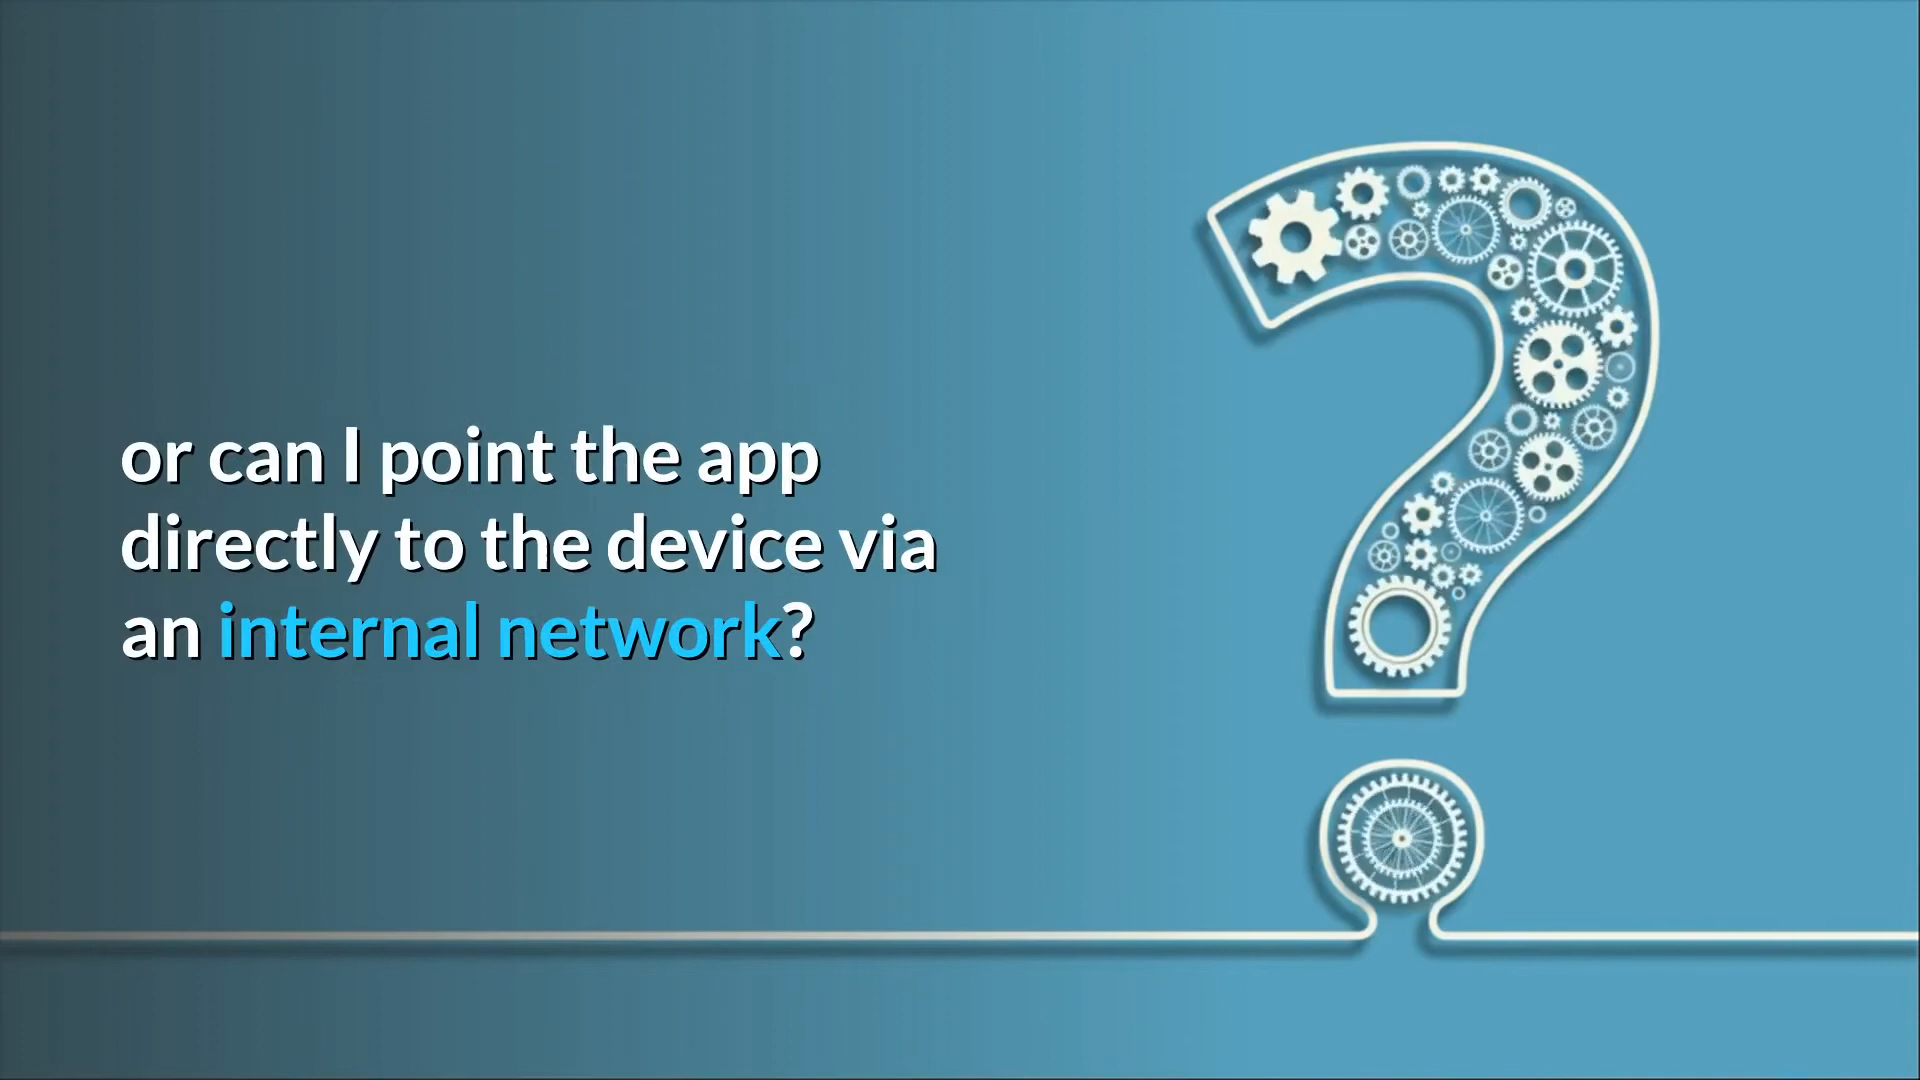 or can I point the app
directly to the device via
an internal network?